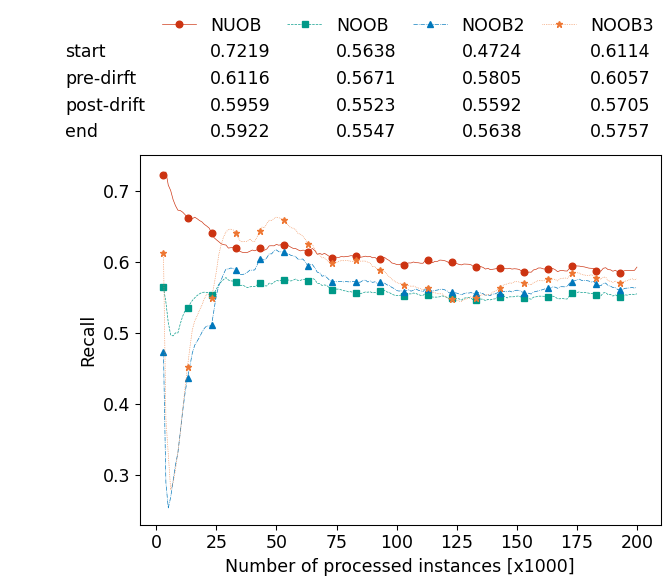 NUOB NOOB NOOB2 NOOB3
start 0.7219 0.5638 0.4724 0.6114
pre-dirft 0.6116 0.5671 0.5805 0.6057
post-drift 0.5959 0.5523 0.5592 0.5705
end 0.5922 0.5547 0.5638 0.5757
0.7
0.6
0.5
0.4
0.3
Recall
0 25 50 75 100 125 150 175 200
Number of processed instances [x1000]